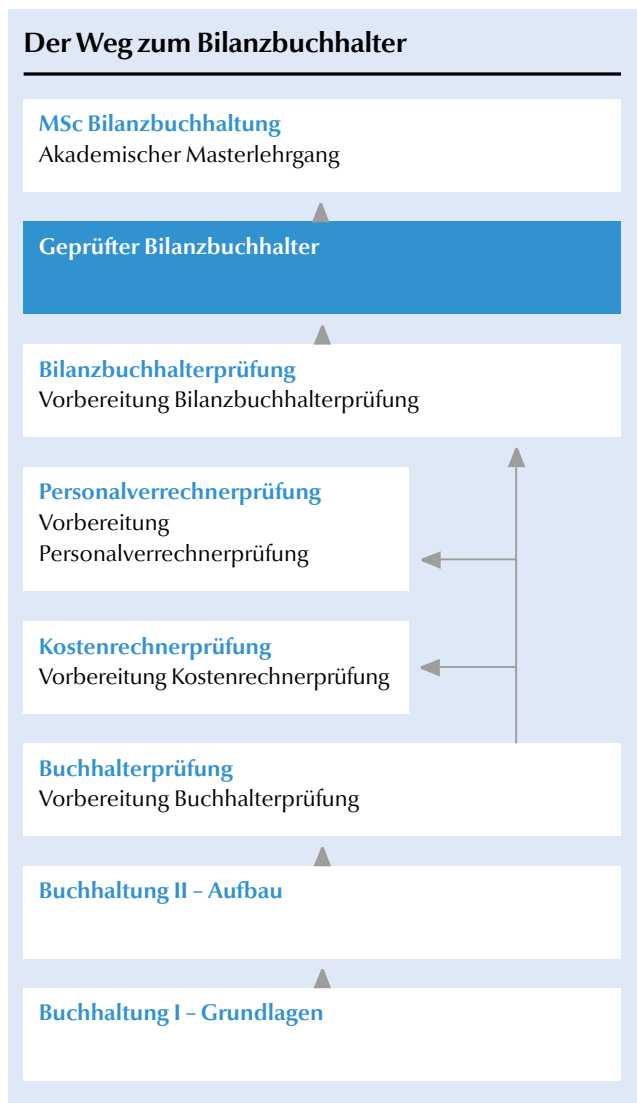 Der Weg zum Bilanzbuchhalter
MSc Bilanzbuchhaltung
Akademischer Masterlehrgang
Geprüfter Bilanzbuchhalter
Bilanzbuchhalterprüfung
Vorbereitung Bilanzbuchhalterprüfung
Personalverrechnerprüfung
Vorbereitung
Personalverrechnerprüfung
Kostenrechnerprüfung
Vorbereitung Kostenrechnerprüfung
Buchhalterprüfung
Vorbereitung Buchhalterprüfung
Buchhaltung II – Aufbau
Buchhaltung I – Grundlagen